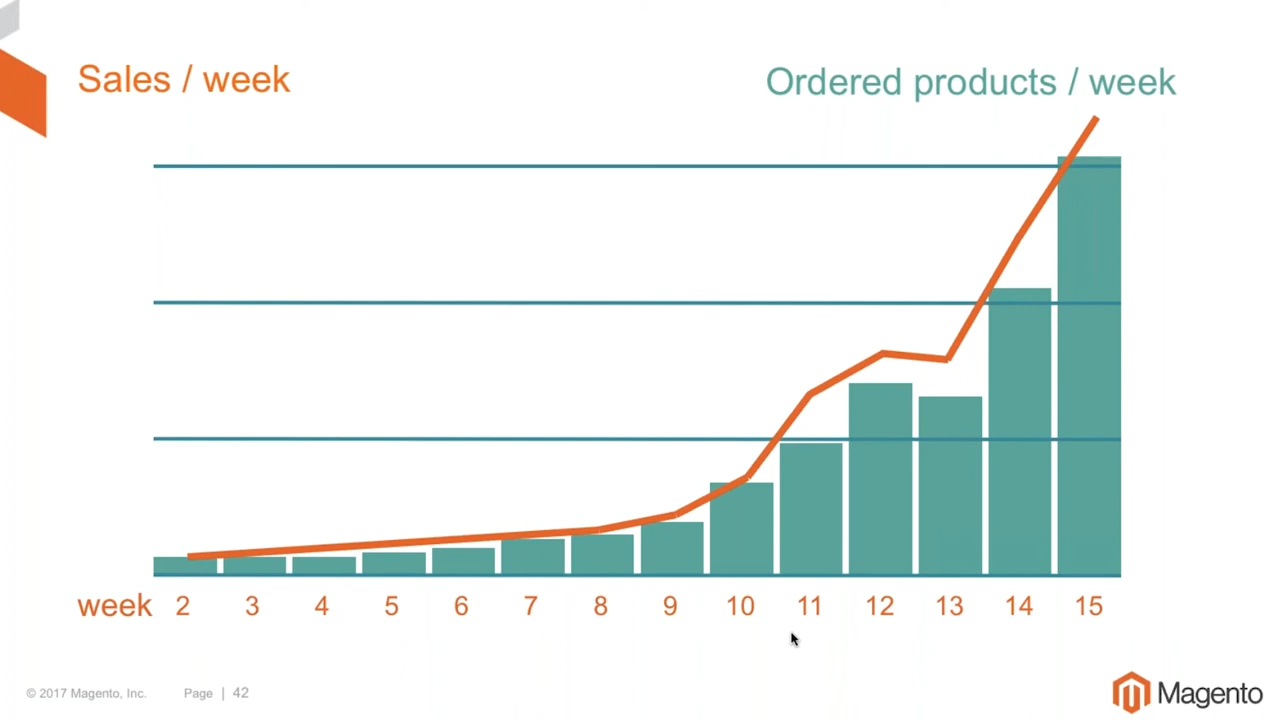 Sales / week
Ordered products / week
week 2 3 4 5 6 7 8 9 10 11 12 13 14 15
© 2017 Magento, Inc. Page | 42
Magento